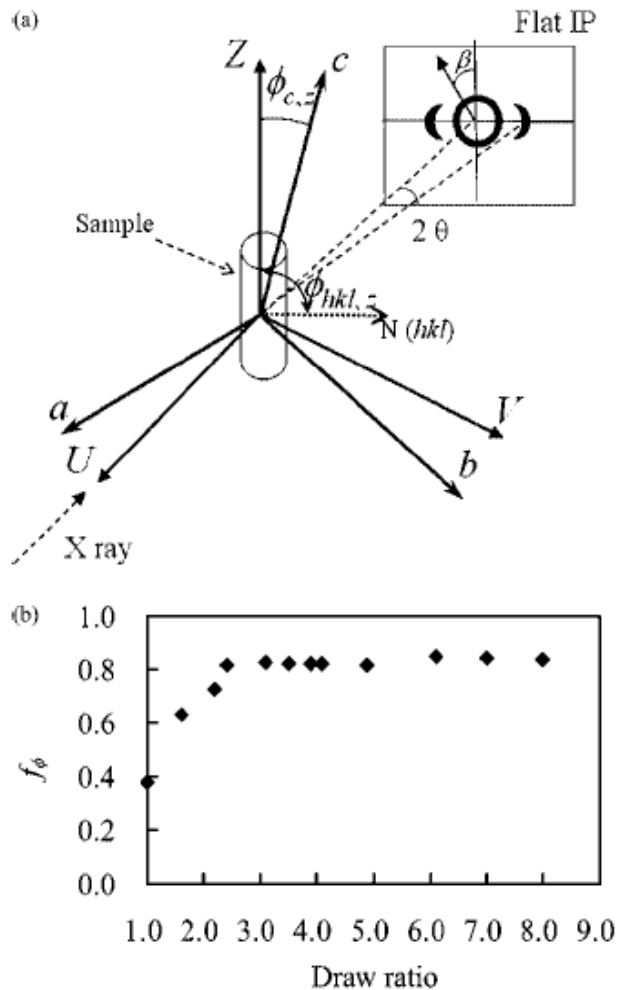 (a)
Flat IP
Z
c
ϕc,z
β
2 θ
Sample
ϕhkl, z
N (hkl)
a
U
V
b
X ray
(b)
1.0
0.8
0.6
0.4
0.2
0.0
fϕ
1.0 2.0 3.0 4.0 5.0 6.0 7.0 8.0 9.0
Draw ratio